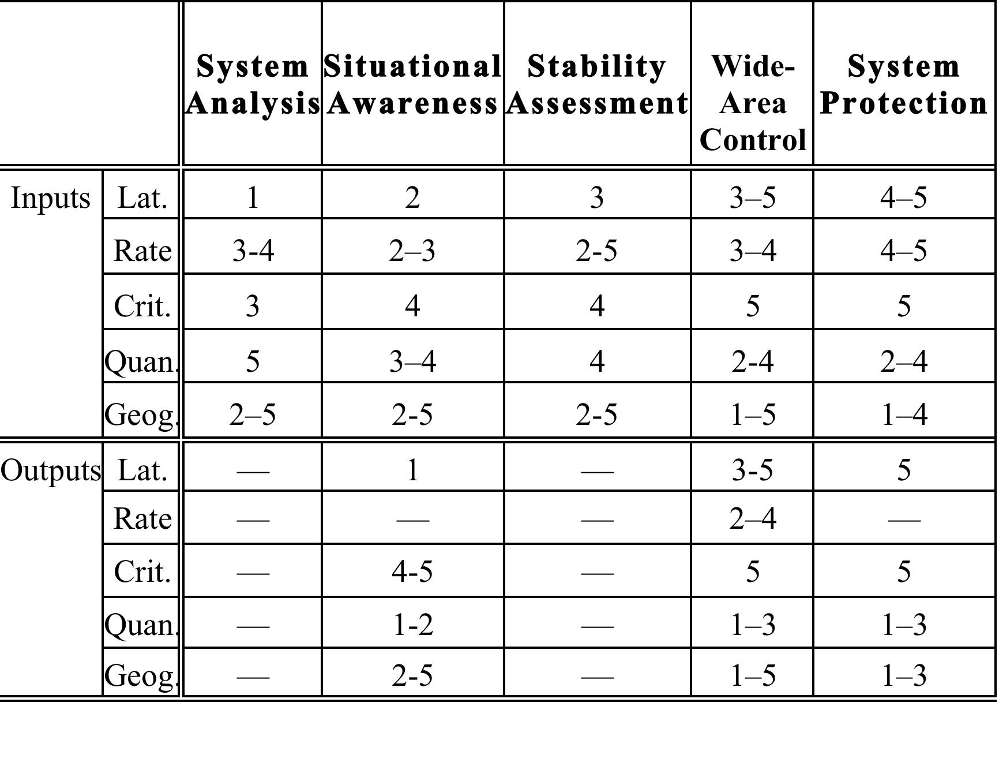 System Analysis Situational Awareness Stability Assessment Wide-Area Control System Protection
Inputs Lat. 1 2 3 3–5 4–5
Rate 3-4 2–3 2-5 3–4 4–5
Crit. 3 4 4 5 5
Quan. 5 3–4 4 2-4 2–4
Geog. 2–5 2-5 2-5 1–5 1–4
Outputs Lat. — 1 — 3-5 5
Rate — — — 2–4 —
Crit. — 4-5 — 5 5
Quan. — 1-2 — 1–3 1–3
Geog. — 2-5 — 1–5 1–3